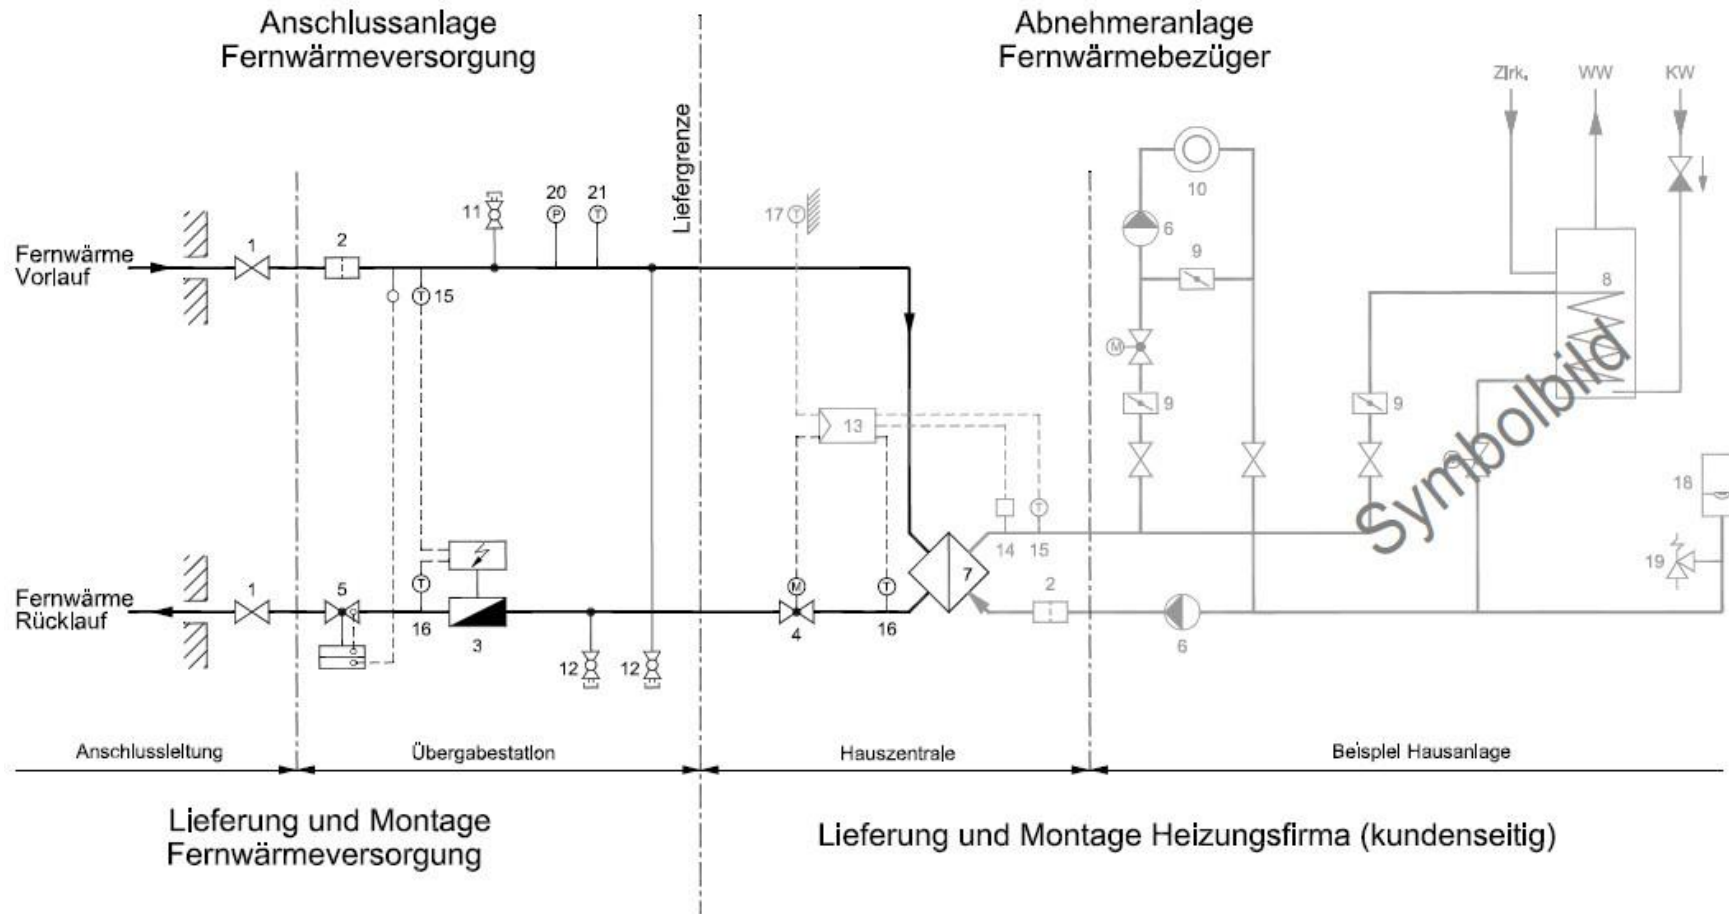 Anschlussanlage
Fernwärmeversorgung
Abnehmeranlage
Fernwärmebezüger
Liefergrenze
Zirk.
WW
KW
10
11
20
P
21
T
17
T
6
9
8
Fernwärme
Vorlauf
1
2
T
15
M
9
9
13
Symbolbild
18
14
T
15
7
19
Fernwärme
Rücklauf
1
5
T
16
3
M
4
T
16
2
6
12
12
Anschlussleitung
Übergabestation
Hauszentrale
Beispiel Hausanlage
Lieferung und Montage
Fernwärmeversorgung
Lieferung und Montage Heizungsfirma (kundenseitig)